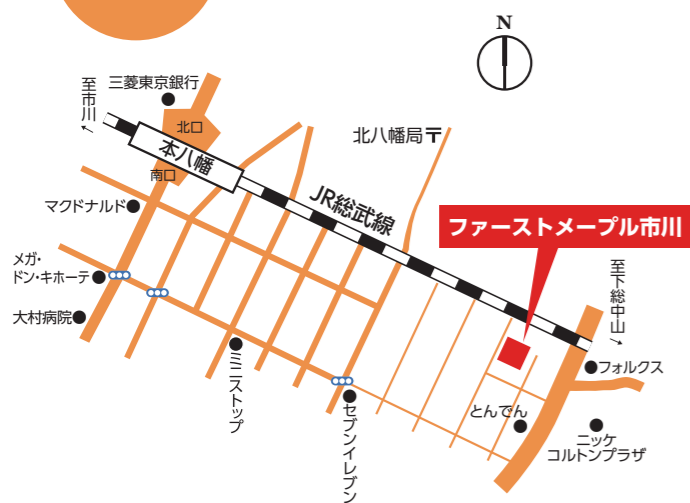 N
三菱東京銀行
至市川
北口
本八幡
南口
北八幡局〒
JR総武線
マクドナルド
ファーストメープル市川
メガ・
ドン・キホーテ
至下総中山
大村病院
ミニストップ
フォルクス
セブンイレブン
とんでん
ニッケ
コルトンプラザ